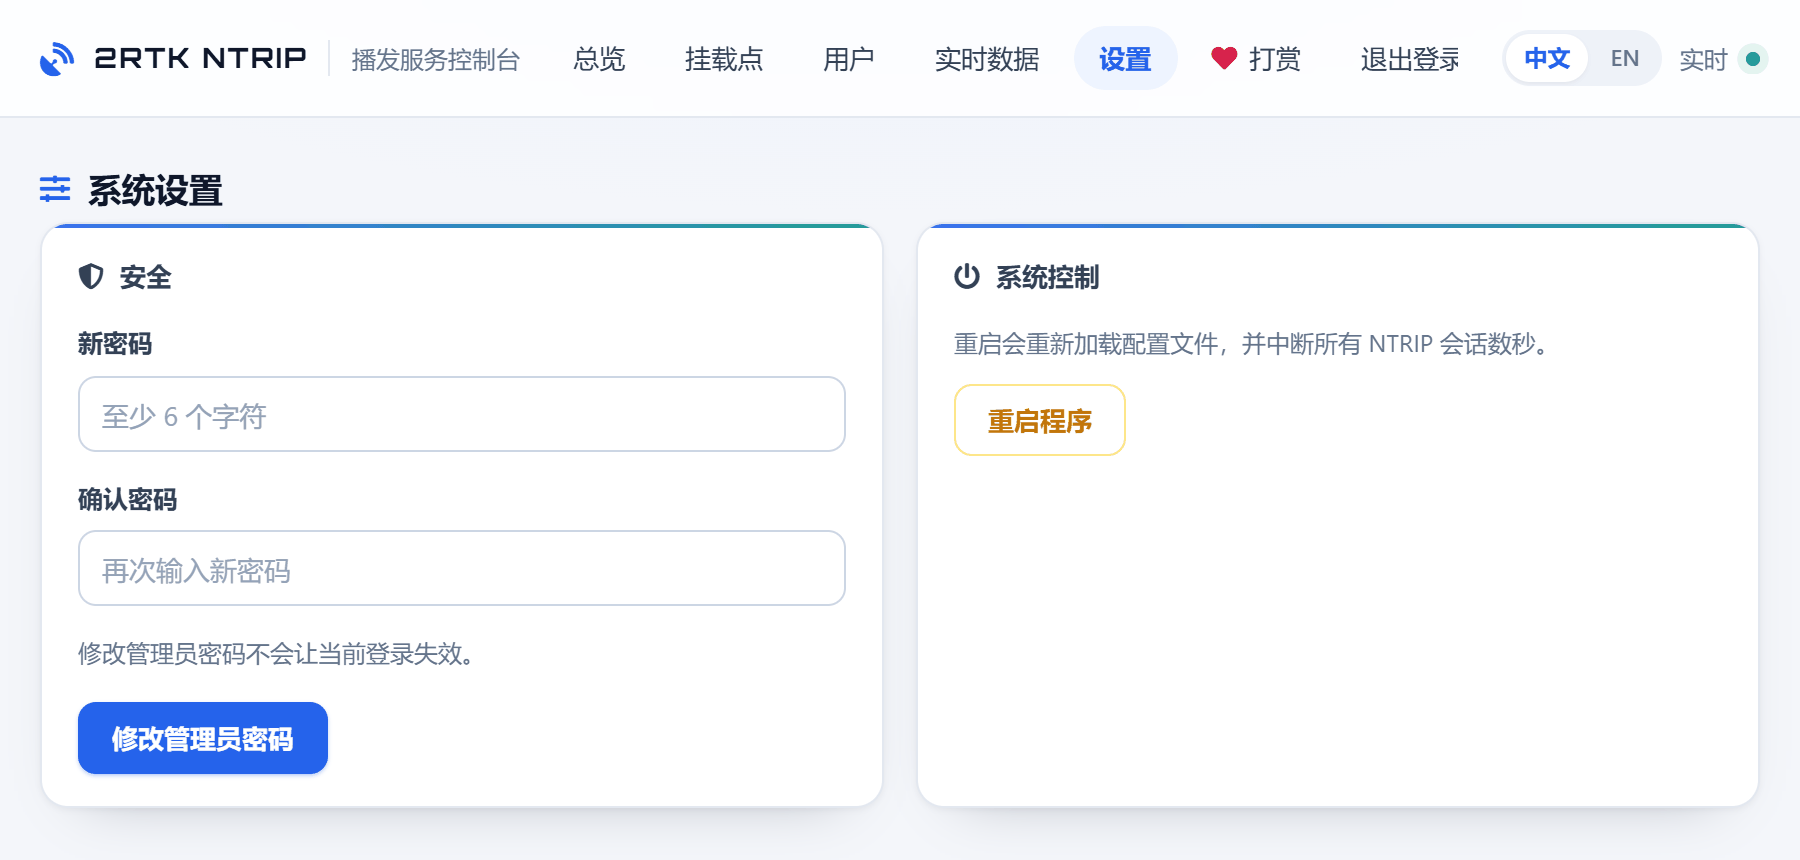 2RTK NTRIP 播发服务控制台 总览 挂载点 用户 实时数据 设置 打赏 退出登录 中文 EN 实时
系统设置
安全
新密码
至少 6 个字符
确认密码
再次输入新密码
修改管理员密码不会让当前登录失效。
修改管理员密码
系统控制
重启会重新加载配置文件，并中断所有 NTRIP 会话数秒。
重启程序